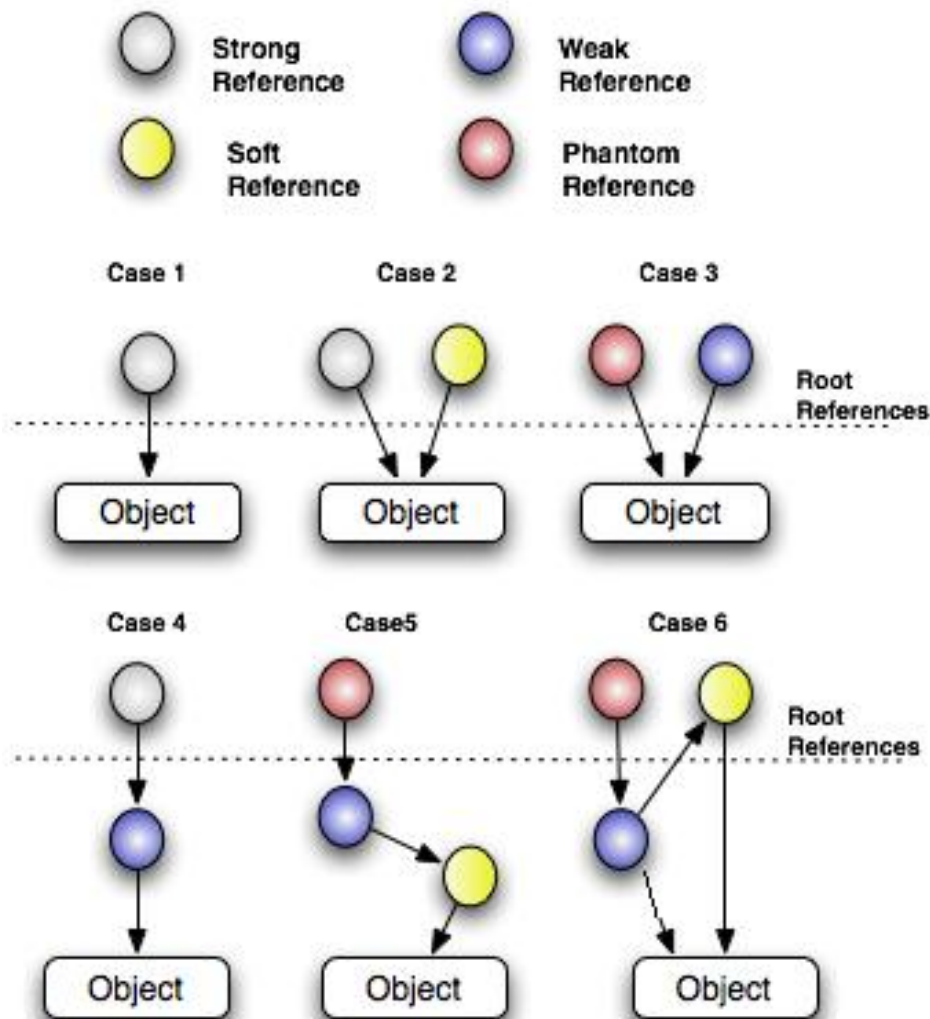 Strong
Reference
Weak
Reference
Soft
Reference
Phantom
Reference
Case 1
Case 2
Case 3
Root
References
Object
Object
Object
Case 4
Case5
Case 6
Root
References
Object
Object
Object